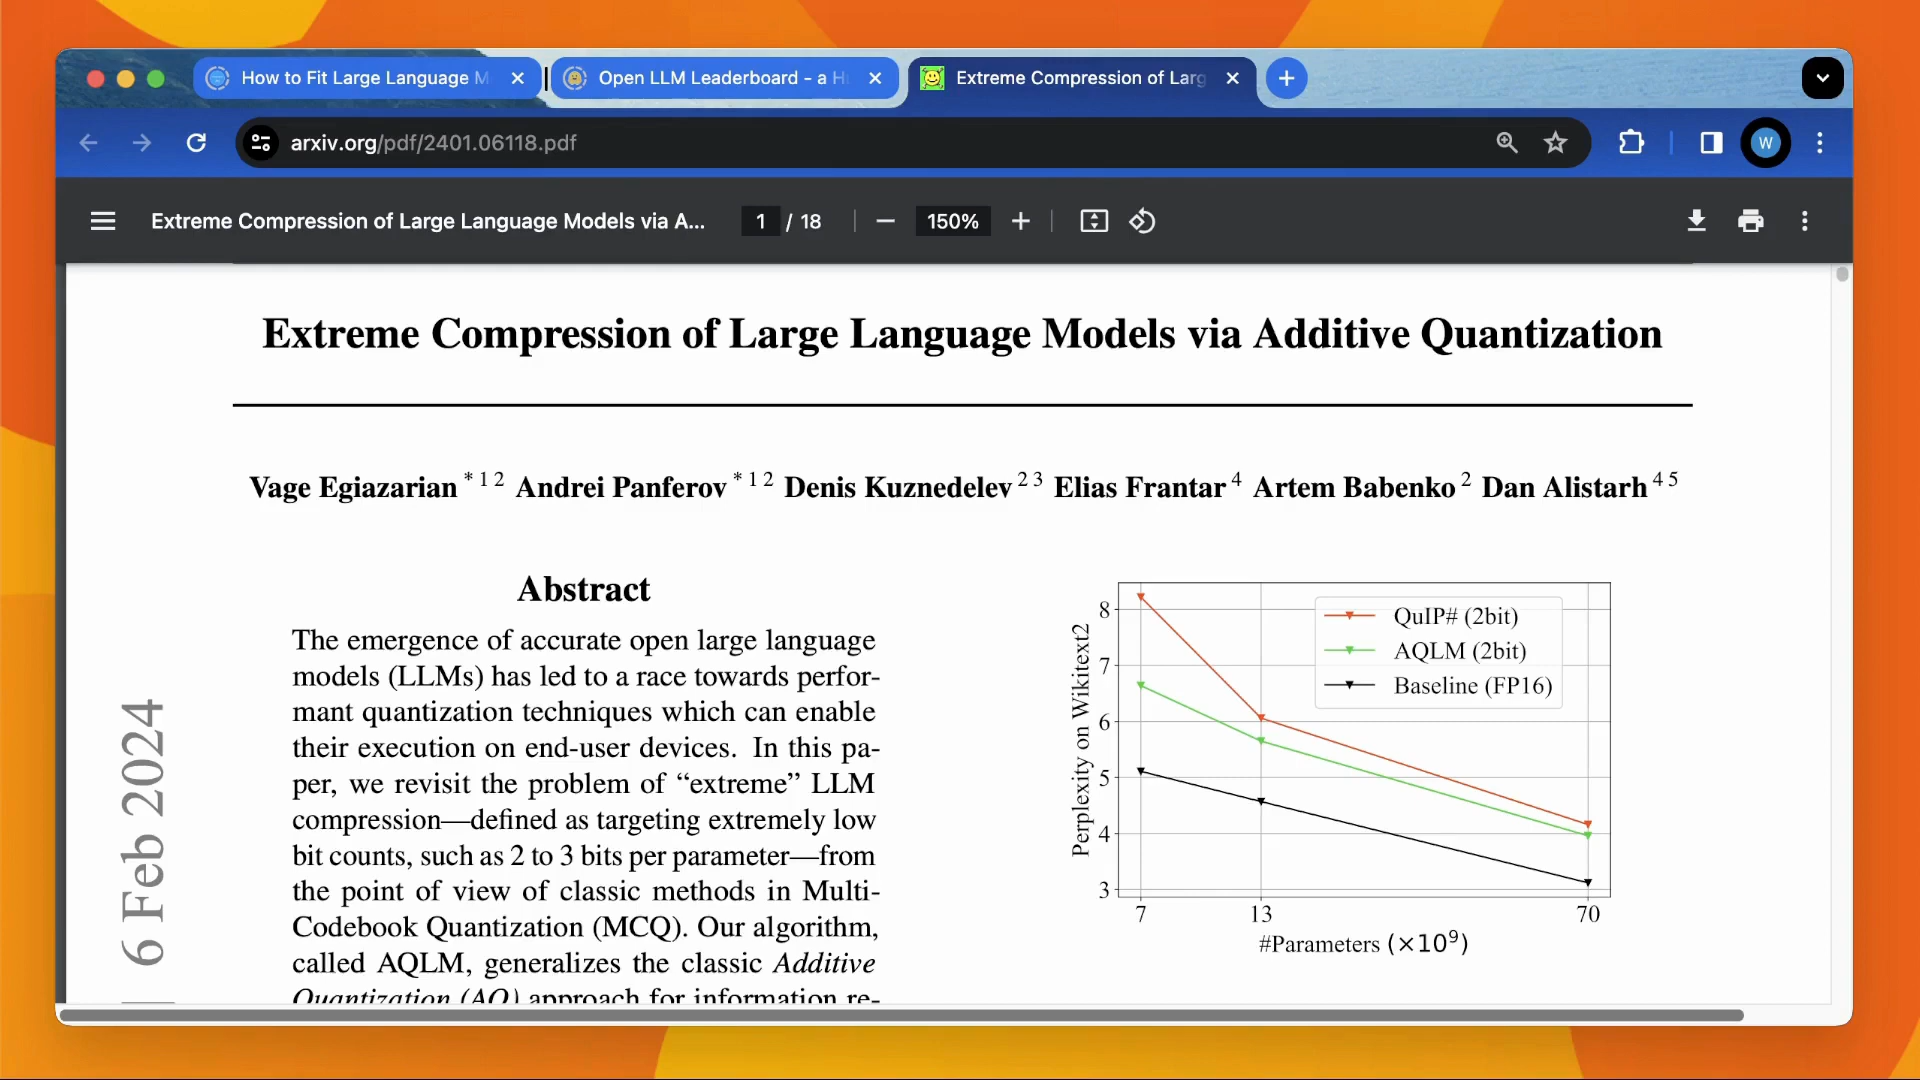 How to Fit Large Language M
Open LLM Leaderboard - a H
Extreme Compression of Larg
arxiv.org/pdf/2401.06118.pdf
W
Extreme Compression of Large Language Models via A...
1 / 18
150%
Extreme Compression of Large Language Models via Additive Quantization
Vage Egiazarian * 1 2 Andrei Panferov * 1 2 Denis Kuznedelev 2 3 Elias Frantar 4 Artem Babenko 2 Dan Alistarh 4 5
Abstract
The emergence of accurate open large language
models (LLMs) has led to a race towards perfor-
mant quantization techniques which can enable
their execution on end-user devices. In this pa-
per, we revisit the problem of “extreme” LLM
compression—defined as targeting extremely low
bit counts, such as 2 to 3 bits per parameter—from
the point of view of classic methods in Multi-
Codebook Quantization (MCQ). Our algorithm,
called AQLM, generalizes the classic Additive
Quantization (AQ) approach for information re-
6 Feb 2024
QuIP# (2bit)
AQLM (2bit)
Baseline (FP16)
Perplexity on Wikitext2
8
7
6
5
4
3
7 13 70
#Parameters (×10⁹)